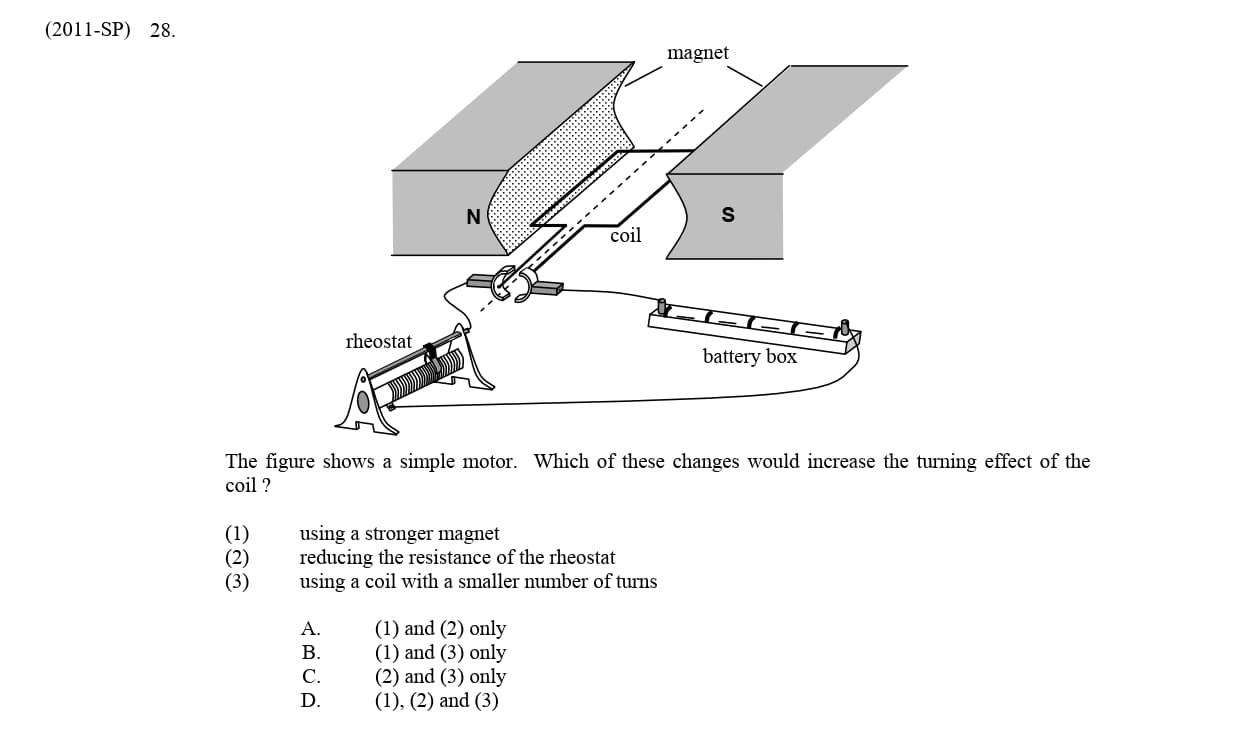 (2011-SP) 28.
magnet
N
S
coil
rheostat
battery box
The figure shows a simple motor. Which of these changes would increase the turning effect of the
coil ?
(1) using a stronger magnet
(2) reducing the resistance of the rheostat
(3) using a coil with a smaller number of turns
A. (1) and (2) only
B. (1) and (3) only
C. (2) and (3) only
D. (1), (2) and (3)